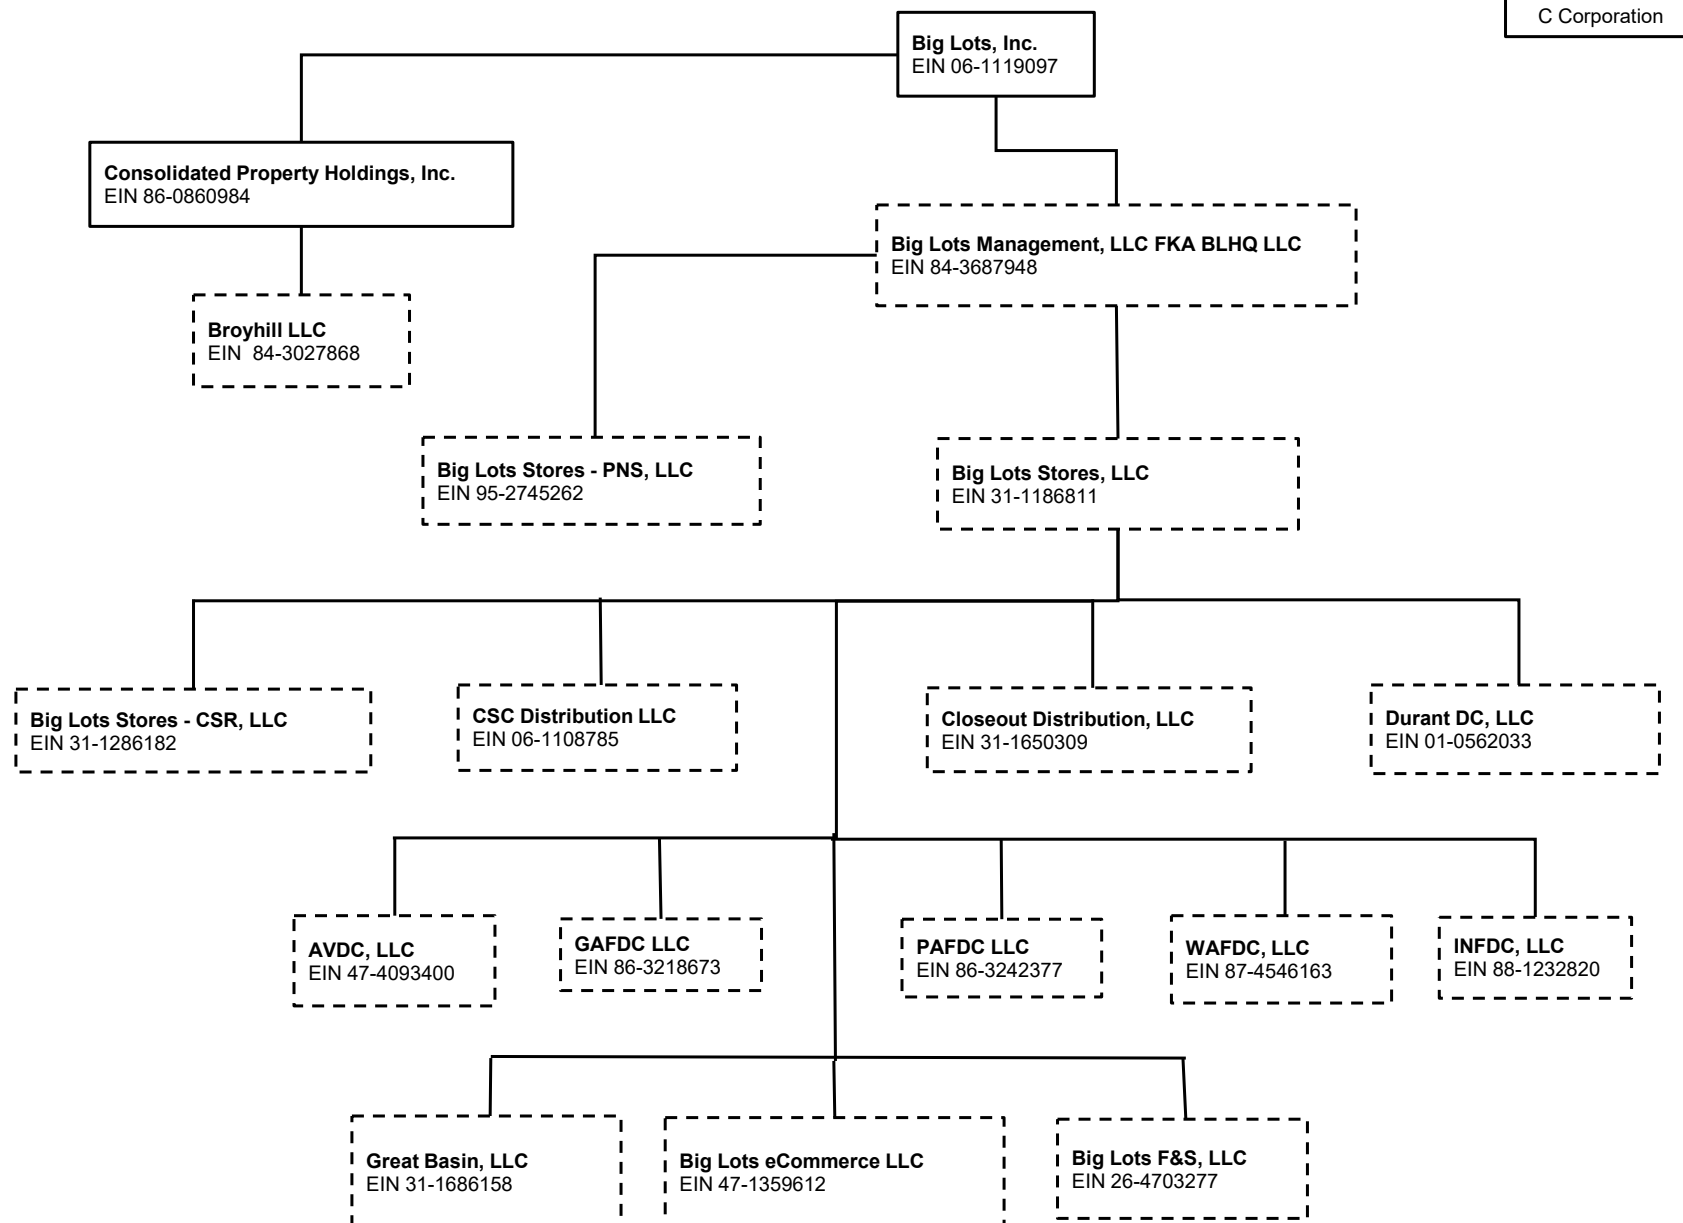 C Corporation
Big Lots, Inc.
EIN 06-1119097
Consolidated Property Holdings, Inc.
EIN 86-0860984
Big Lots Management, LLC FKA BLHQ LLC
EIN 84-3687948
Broyhill LLC
EIN  84-3027868
Big Lots Stores - PNS, LLC
EIN 95-2745262
Big Lots Stores, LLC
EIN 31-1186811
Big Lots Stores - CSR, LLC
EIN 31-1286182
CSC Distribution LLC
EIN 06-1108785
Closeout Distribution, LLC
EIN 31-1650309
Durant DC, LLC
EIN 01-0562033
AVDC, LLC
EIN 47-4093400
GAFDC LLC
EIN 86-3218673
PAFDC LLC
EIN 86-3242377
WAFDC, LLC
EIN 87-4546163
INFDC, LLC
EIN 88-1232820
Great Basin, LLC
EIN 31-1686158
Big Lots eCommerce LLC
EIN 47-1359612
Big Lots F&S, LLC
EIN 26-4703277